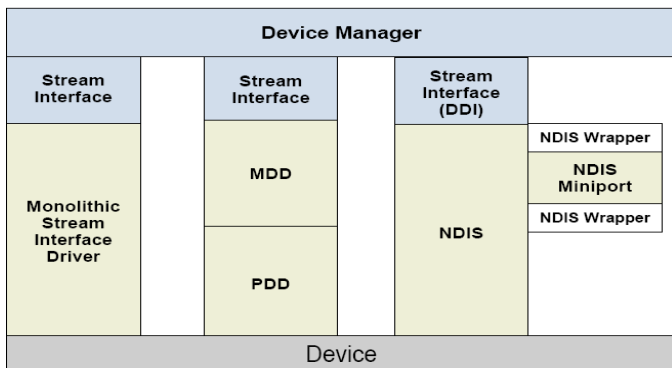 Device Manager
Stream
Interface
Stream
Interface
Stream
Interface
(DDI)
Monolithic
Stream
Interface
Driver
MDD
PDD
NDIS
NDIS Wrapper
NDIS
Miniport
NDIS Wrapper
Device